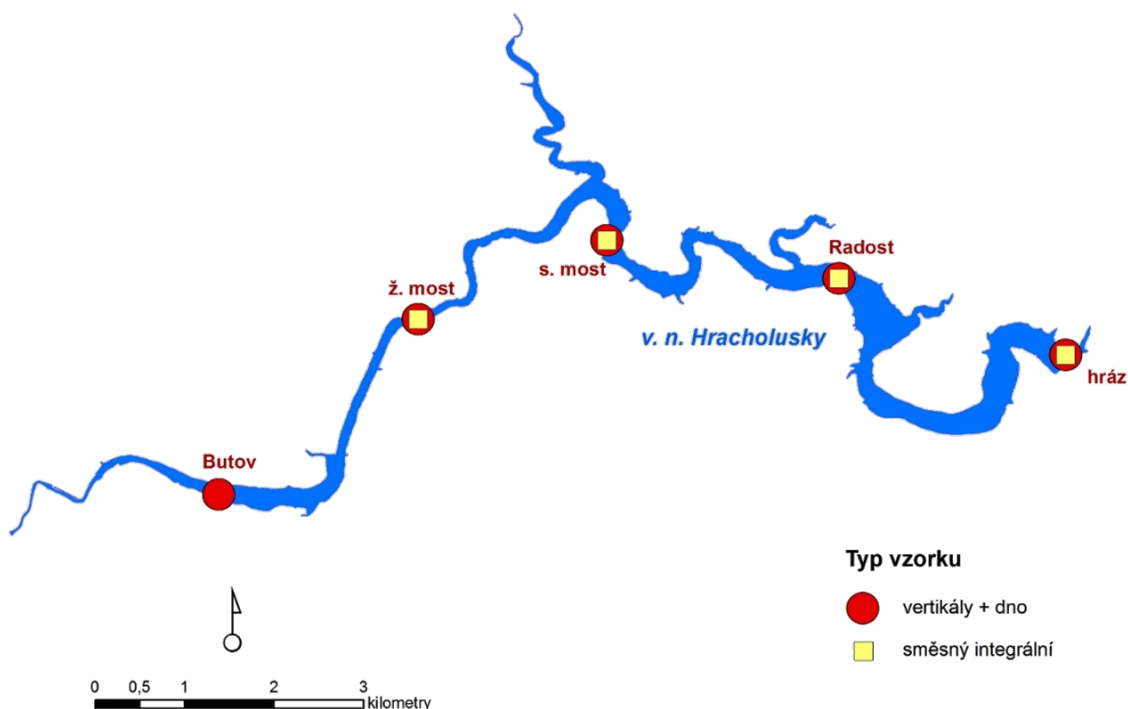 Radost
s. most
ž. most
v. n. Hracholusky
hráz
Butov
Typ vzorku
vertikály + dno
směsný integrální
0 0,5 1 2 3
kilometry